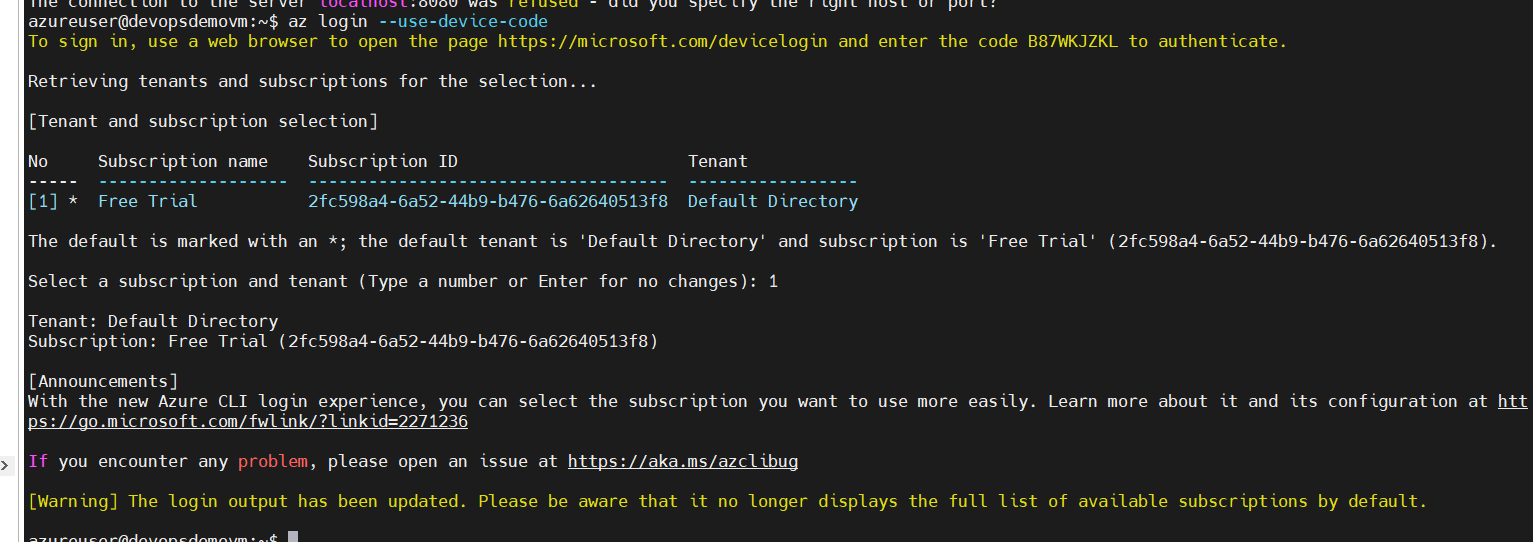 The connection to the server localhost:8080 was refused - did you specify the right host or port?
azureuser@devopsdemovm:~$ az login --use-device-code
To sign in, use a web browser to open the page https://microsoft.com/devicelogin and enter the code B87WKJZKL to authenticate.
Retrieving tenants and subscriptions for the selection...
[Tenant and subscription selection]
No     Subscription name    Subscription ID                       Tenant
-----  -------------------  ------------------------------------  -----------------
[1] *  Free Trial           2fc598a4-6a52-44b9-b476-6a62640513f8  Default Directory
The default is marked with an *; the default tenant is 'Default Directory' and subscription is 'Free Trial' (2fc598a4-6a52-44b9-b476-6a62640513f8).
Select a subscription and tenant (Type a number or Enter for no changes): 1
Tenant: Default Directory
Subscription: Free Trial (2fc598a4-6a52-44b9-b476-6a62640513f8)
[Announcements]
With the new Azure CLI login experience, you can select the subscription you want to use more easily. Learn more about it and its configuration at htt
ps://go.microsoft.com/fwlink/?linkid=2271236
If you encounter any problem, please open an issue at https://aka.ms/azclibug
[Warning] The login output has been updated. Please be aware that it no longer displays the full list of available subscriptions by default.
azureuser@devopsdemovm:~$